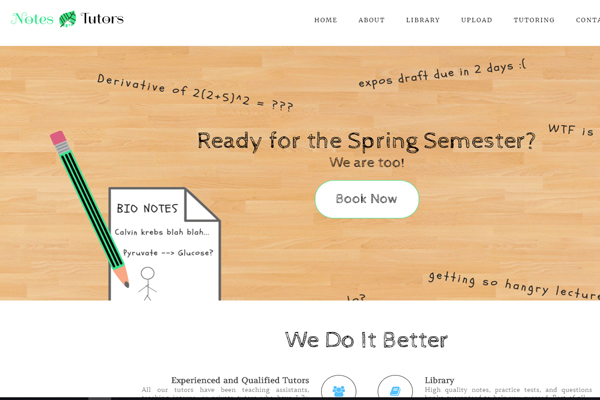 Notes Tutors
HOME ABOUT LIBRARY UPLOAD TUTORING CONTA
Derivative of 2(2+5)^2 = ???
expos draft due in 2 days :(
WTF is
Ready for the Spring Semester?
We are too!
Book Now
BIO NOTES
Calvin krebs blah blah...
Pyruvate --> Glucose?
getting so hangry lecture
We Do It Better
Experienced and Qualified Tutors
All our tutors have been teaching assistants,
Library
High quality notes, practice tests, and questions